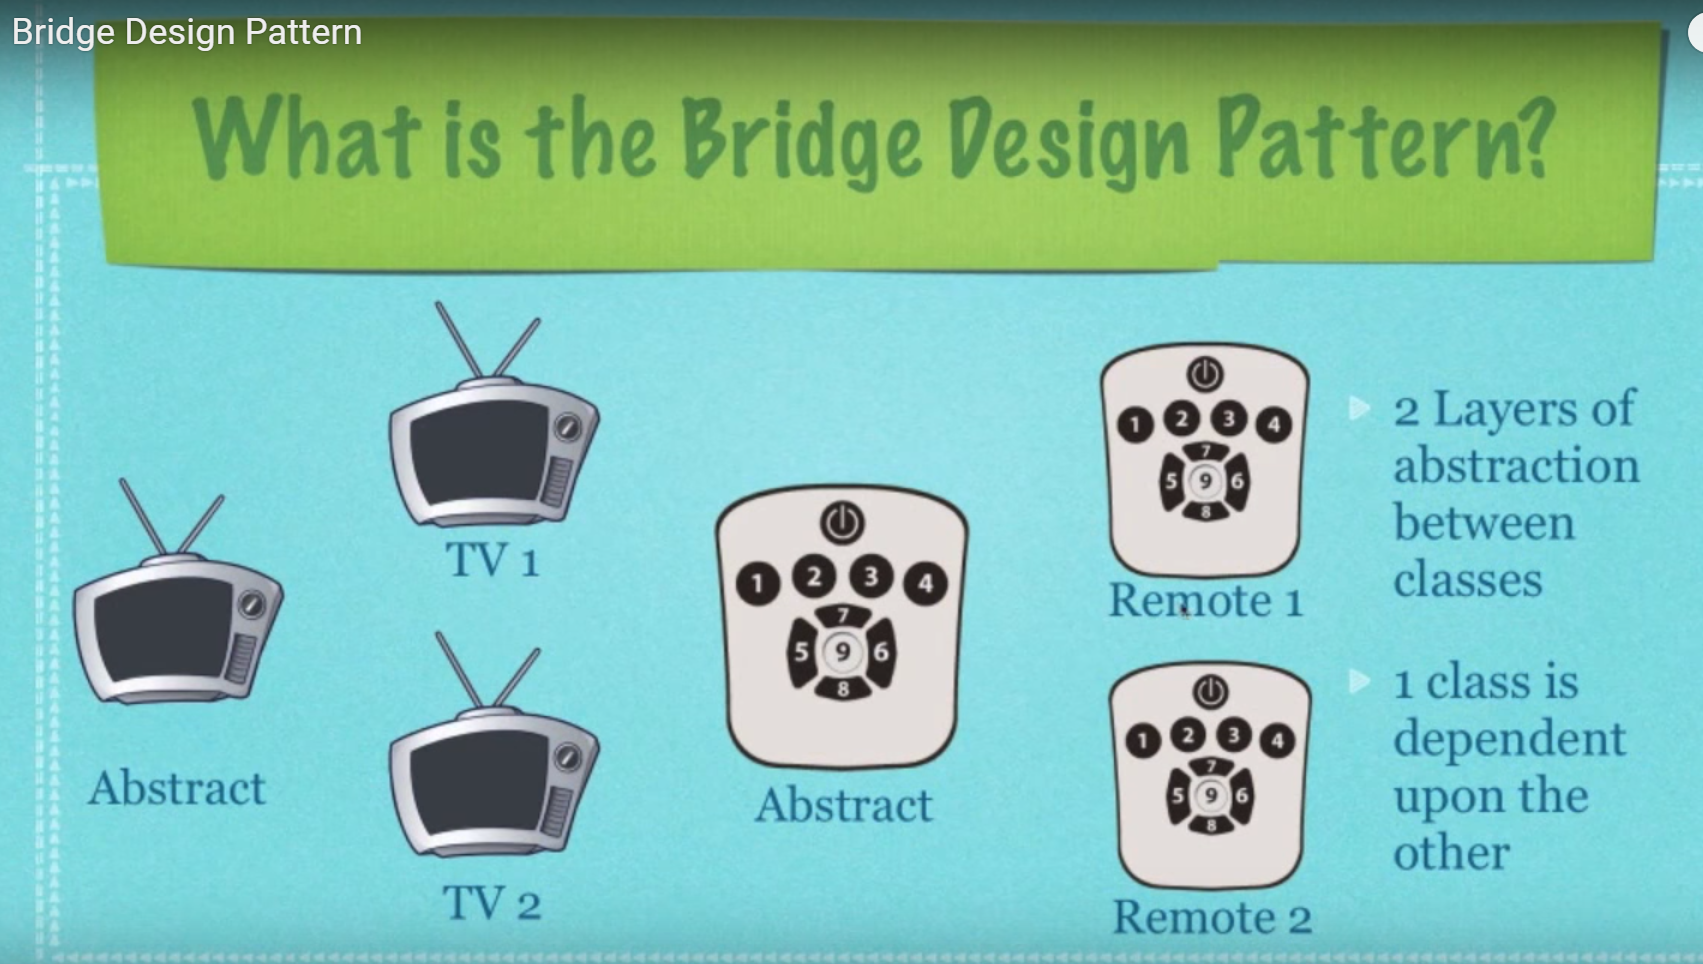 Bridge Design Pattern
What is the Bridge Design Pattern?
TV 1
Abstract
TV 2
1 2 3 4
7
5 9 6
8
Abstract
1 2 3 4
7
5 9 6
8
Remote 1
1 2 3 4
7
5 9 6
8
Remote 2
2 Layers of
abstraction
between
classes
1 class is
dependent
upon the
other